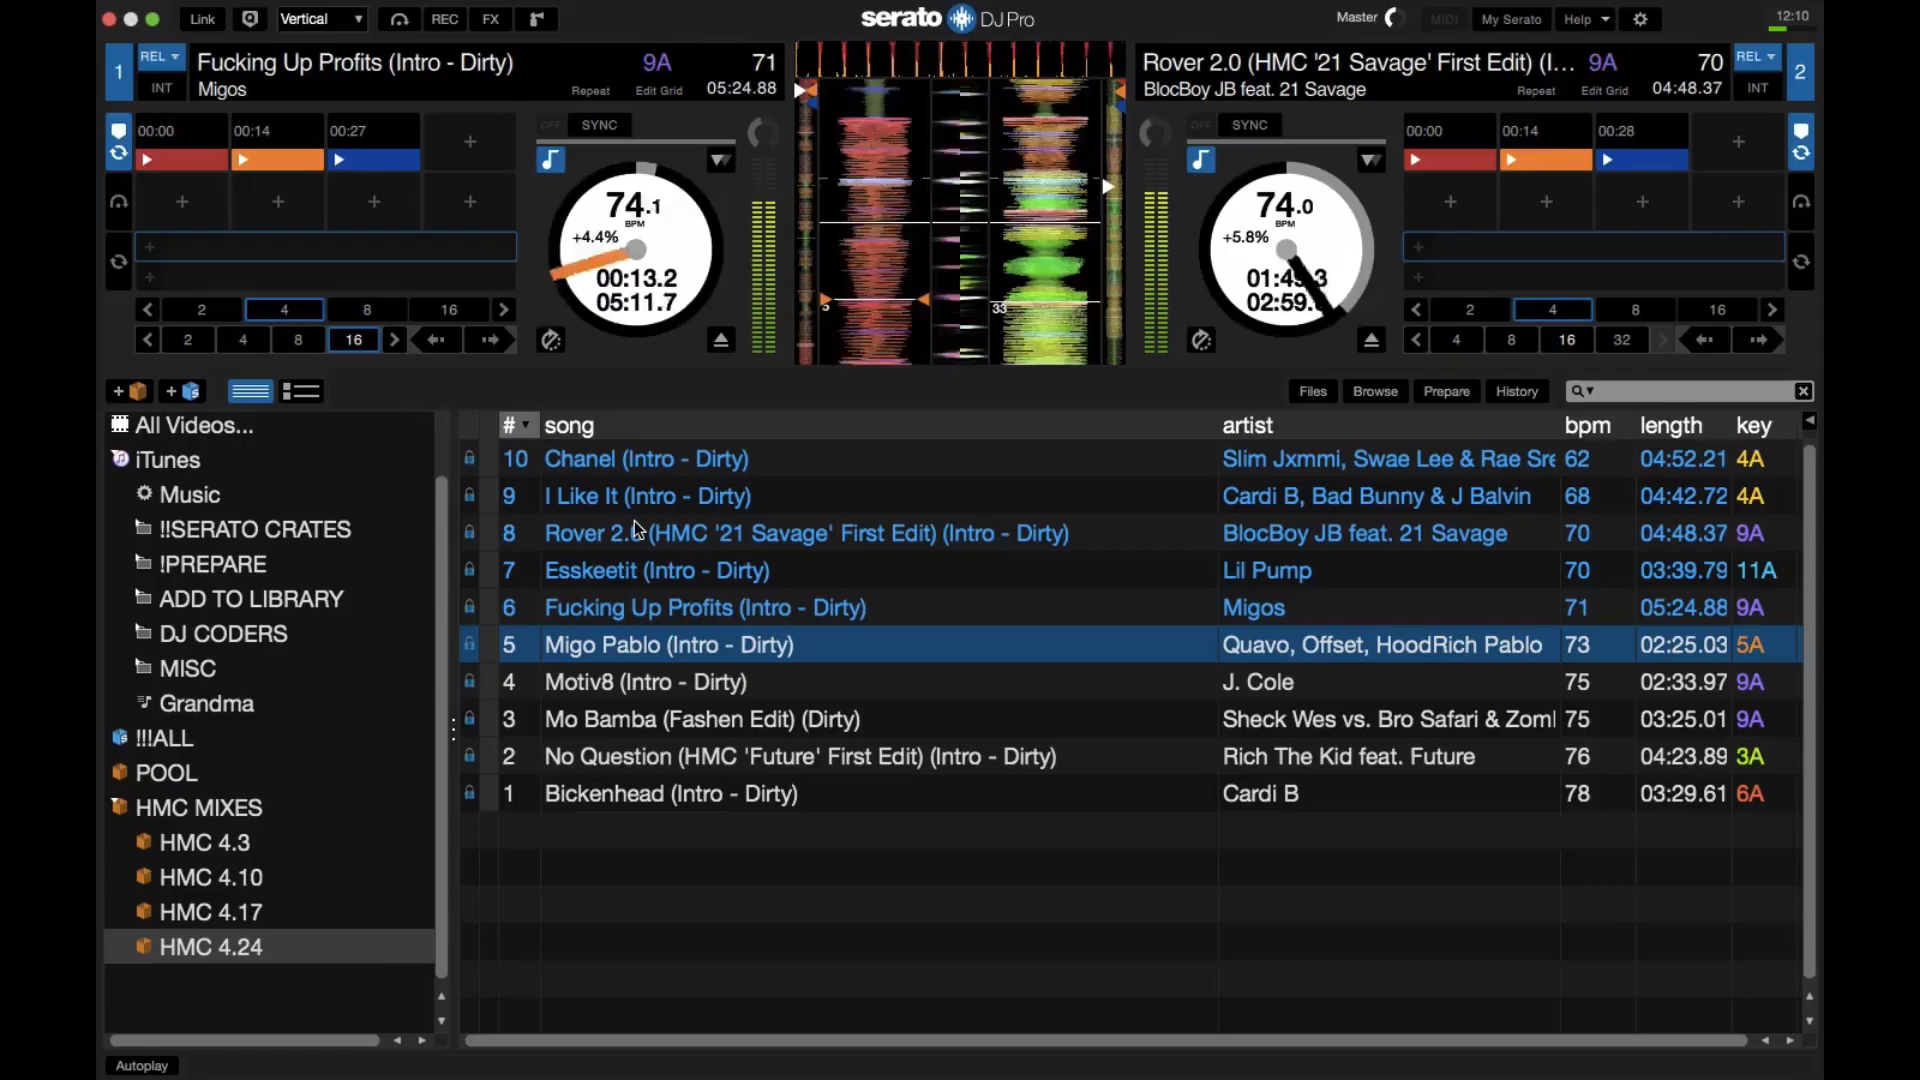 Link Vertical REC FX serato DJ Pro Master MIDI My Serato Help 12:10
1 REL Fucking Up Profits (Intro - Dirty) 9A 71
INT Migos Repeat Edit Grid 05:24.88
Rover 2.0 (HMC '21 Savage' First Edit) (I... 9A 70 REL 2
BlocBoy JB feat. 21 Savage Repeat Edit Grid 04:48.37 INT
00:00 00:14 00:27
OFF SYNC
74.1
BPM
+4.4%
00:13.2
05:11.7
5
33
OFF SYNC
74.0
BPM
+5.8%
02:59.
00:00 00:14 00:28
2 4 8 16
2 4 8 16
2 4 8 16
4 8 16 32
Files Browse Prepare History
All Videos...
iTunes
Music
!!SERATO CRATES
!PREPARE
ADD TO LIBRARY
DJ CODERS
MISC
Grandma
!!!ALL
POOL
HMC MIXES
HMC 4.3
HMC 4.10
HMC 4.17
HMC 4.24
# song artist bpm length key
10 Chanel (Intro - Dirty) Slim Jxmmi, Swae Lee & Rae Sre 62 04:52.21 4A
9 I Like It (Intro - Dirty) Cardi B, Bad Bunny & J Balvin 68 04:42.72 4A
8 Rover 2.0 (HMC '21 Savage' First Edit) (Intro - Dirty) BlocBoy JB feat. 21 Savage 70 04:48.37 9A
7 Esskeetit (Intro - Dirty) Lil Pump 70 03:39.79 11A
6 Fucking Up Profits (Intro - Dirty) Migos 71 05:24.88 9A
5 Migo Pablo (Intro - Dirty) Quavo, Offset, HoodRich Pablo 73 02:25.03 5A
4 Motiv8 (Intro - Dirty) J. Cole 75 02:33.97 9A
3 Mo Bamba (Fashen Edit) (Dirty) Sheck Wes vs. Bro Safari & Zom 75 03:25.01 9A
2 No Question (HMC 'Future' First Edit) (Intro - Dirty) Rich The Kid feat. Future 76 04:23.89 3A
1 Bickenhead (Intro - Dirty) Cardi B 78 03:29.61 6A
Autoplay